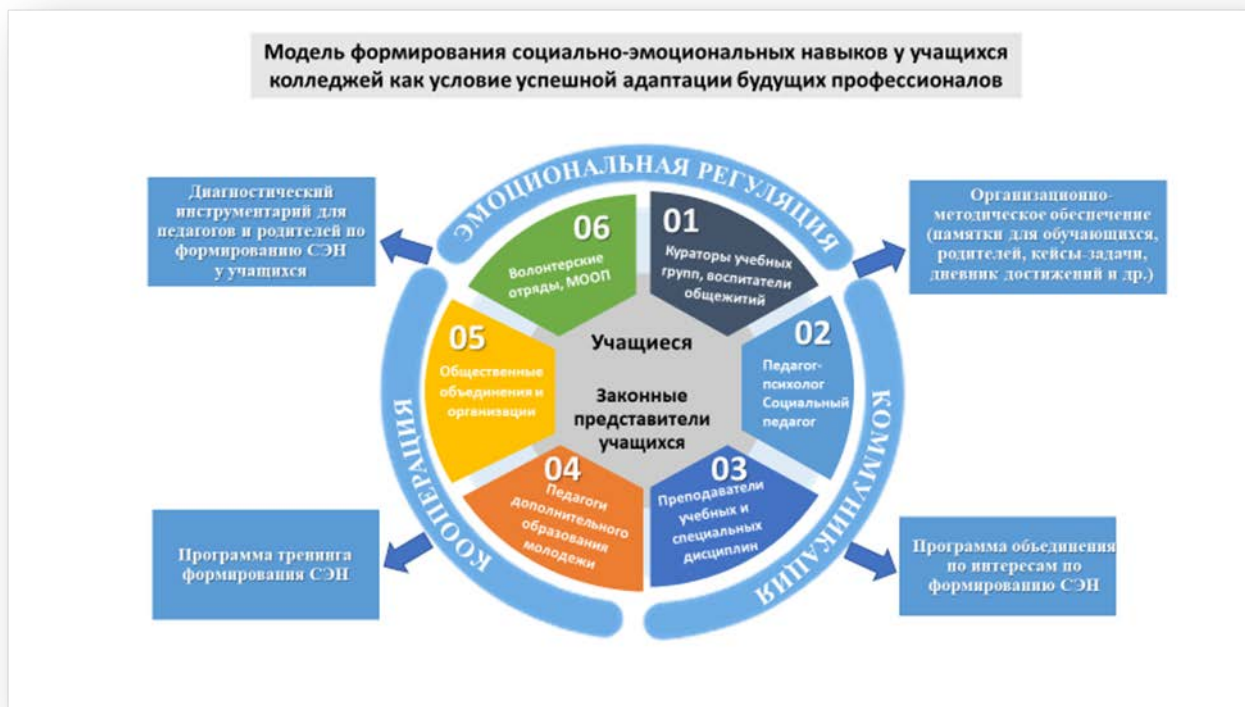 Модель формирования социально-эмоциональных навыков у учащихся
колледжей как условие успешной адаптации будущих профессионалов
ЭМОЦИОНАЛЬНАЯ РЕГУЛЯЦИЯ
Диагностический
инструментарий для
педагогов и родителей по
формированию СЭН
у учащихся
Организационно-
методическое обеспечение
(памятки для обучающихся,
родителей, кейсы-задачи,
дневник достижений и др.)
06
Волонтерские
отряды, МООП
01
Кураторы учебных
групп, воспитатели
общежитий
05
Общественные
объединения и
организации
Учащиеся
Законные
представители
учащихся
02
Педагог-
психолог
Социальный
педагог
04
Педагоги
дополнительного
образования
молодежи
03
Преподаватели
учебных и
специальных
дисциплин
КООПЕРАЦИЯ
КОММУНИКАЦИЯ
Программа тренинга
формирования СЭН
Программа объединения
по интересам по
формированию СЭН